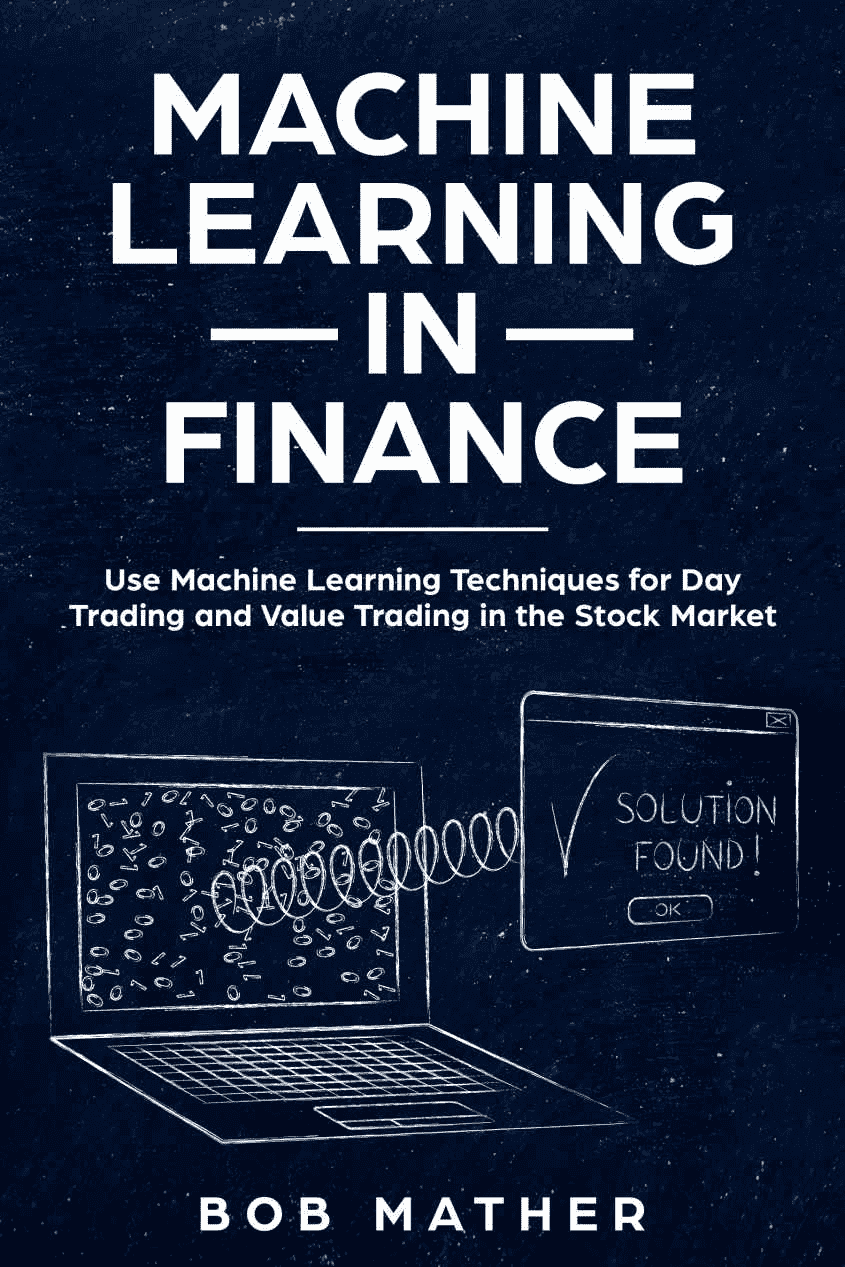 MACHINE
LEARNING
IN
FINANCE
Use Machine Learning Techniques for Day
Trading and Value Trading in the Stock Market
SOLUTION
FOUND!
OK
BOB MATHER